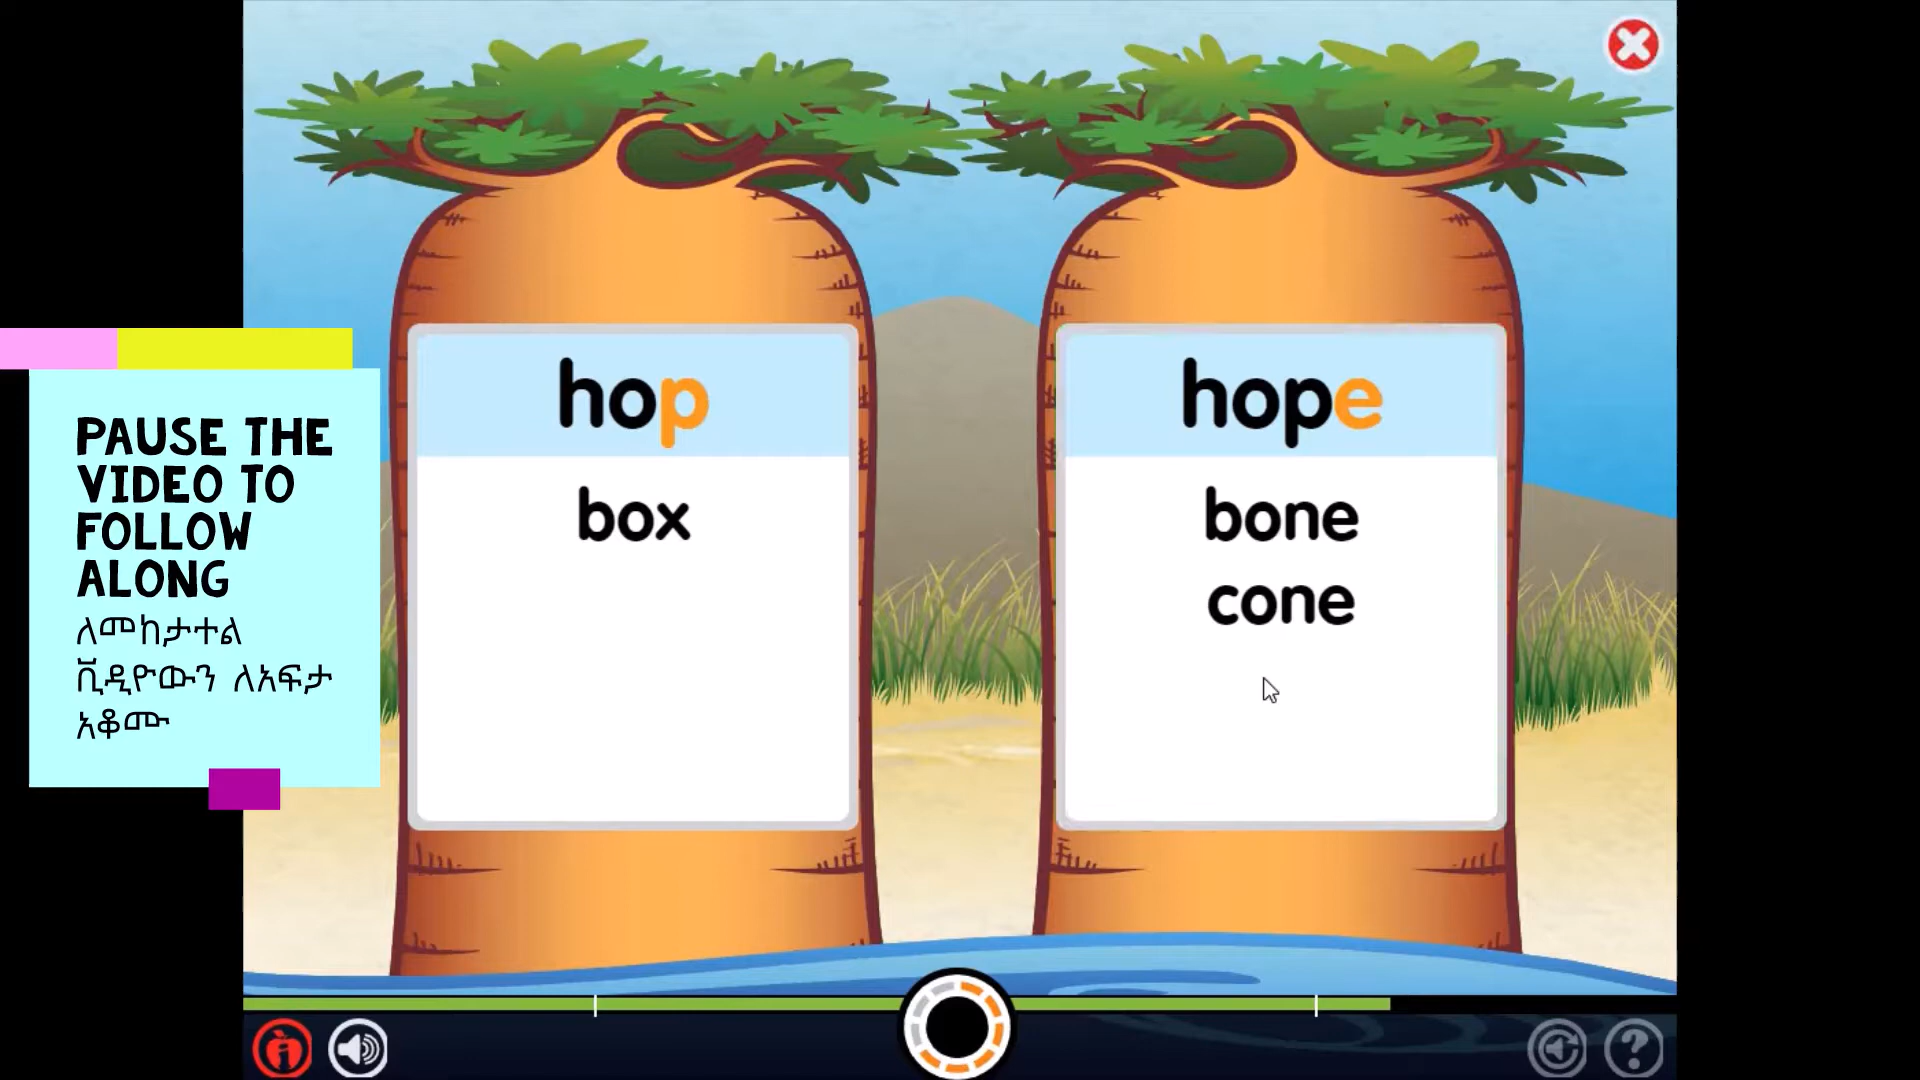 PAUSE THE
VIDEO TO
FOLLOW
ALONG
ለመከታተል
ቪዲዮውን ለአፍታ
አቆሙ
hop
box
hope
bone
cone